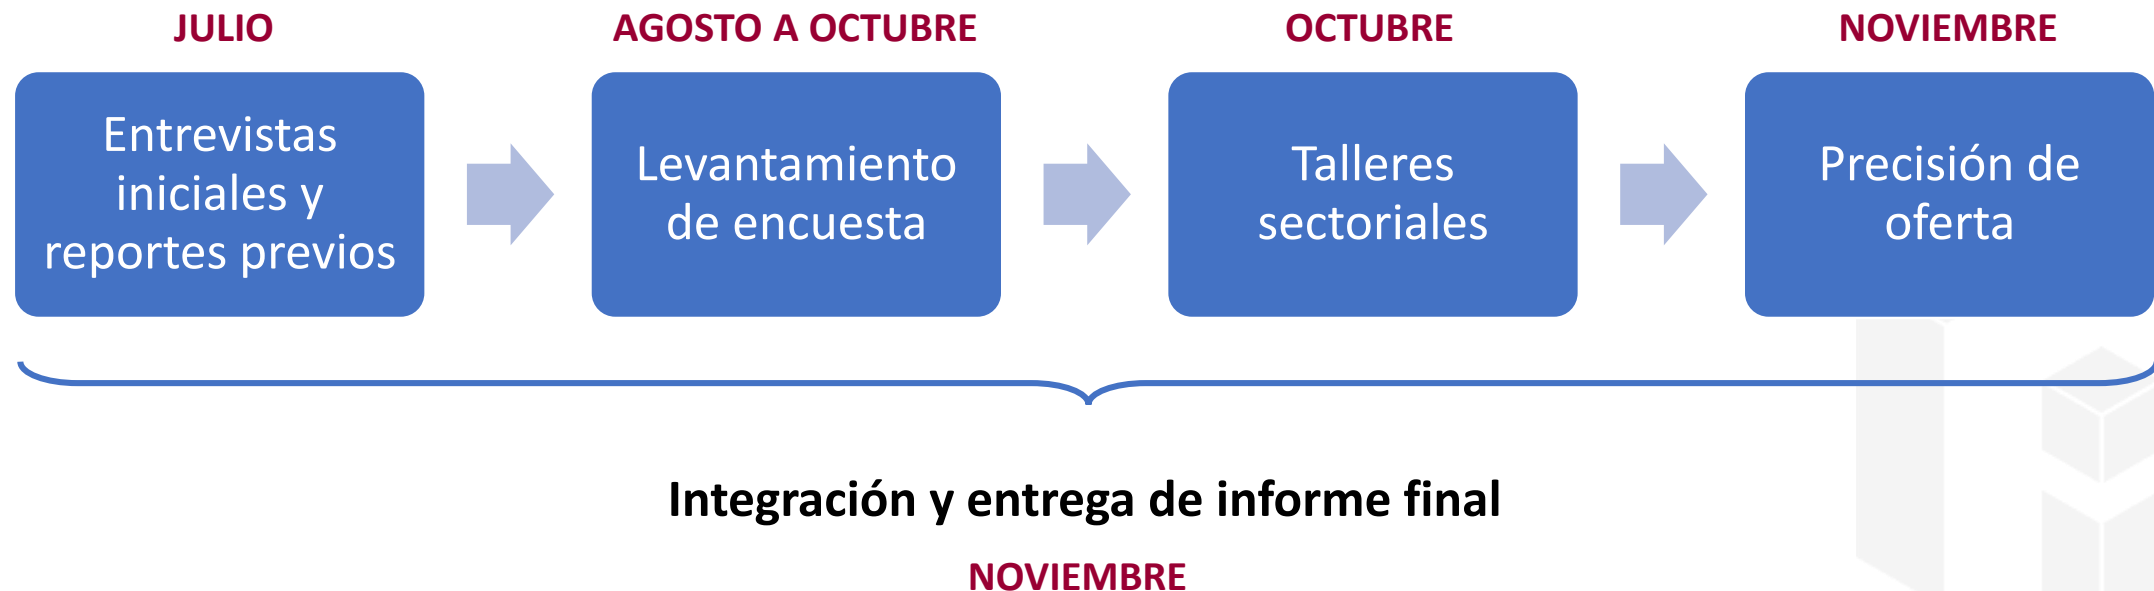 JULIO
AGOSTO A OCTUBRE
OCTUBRE
NOVIEMBRE
Entrevistas
iniciales y
reportes previos
Levantamiento
de encuesta
Talleres
sectoriales
Precisión de
oferta
Integración y entrega de informe final
NOVIEMBRE